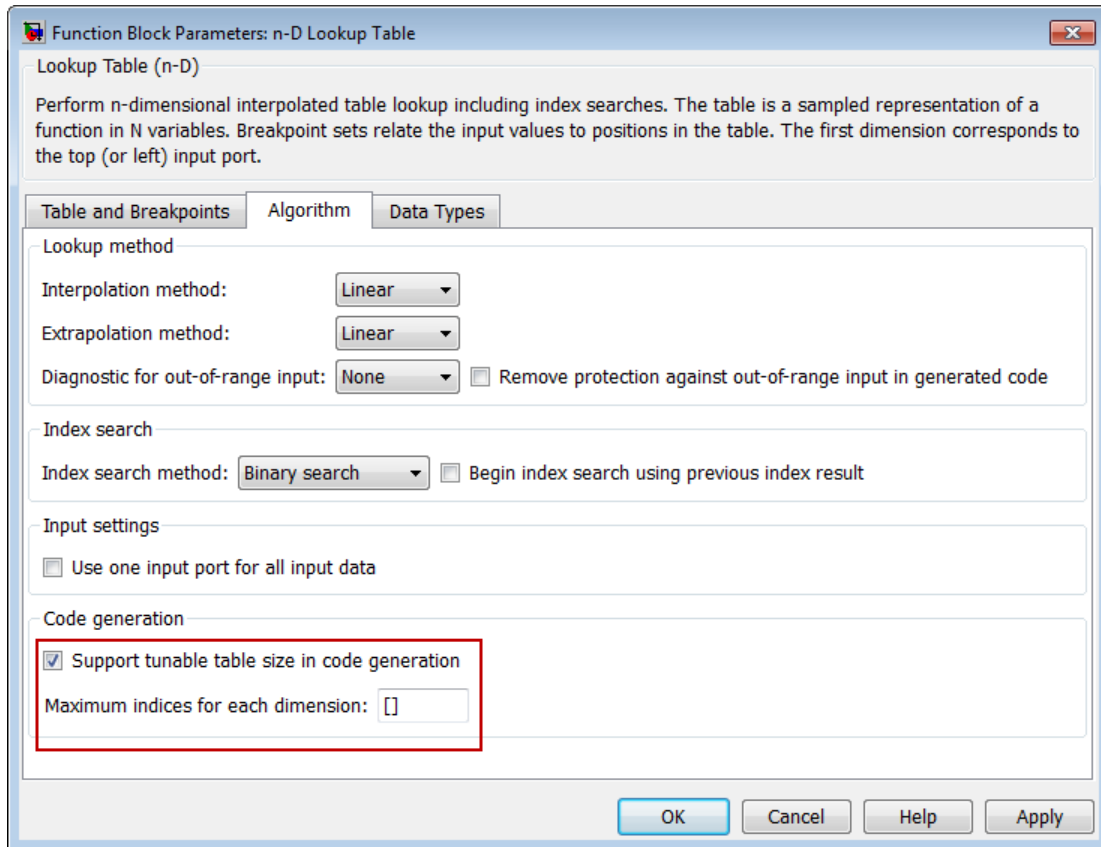 Function Block Parameters: n-D Lookup Table
Lookup Table (n-D)
Perform n-dimensional interpolated table lookup including index searches. The table is a sampled representation of a
function in N variables. Breakpoint sets relate the input values to positions in the table. The first dimension corresponds to
the top (or left) input port.
Table and Breakpoints Algorithm Data Types
Lookup method
Interpolation method: Linear
Extrapolation method: Linear
Diagnostic for out-of-range input: None Remove protection against out-of-range input in generated code
Index search
Index search method: Binary search Begin index search using previous index result
Input settings
Use one input port for all input data
Code generation
Support tunable table size in code generation
Maximum indices for each dimension: []
OK Cancel Help Apply